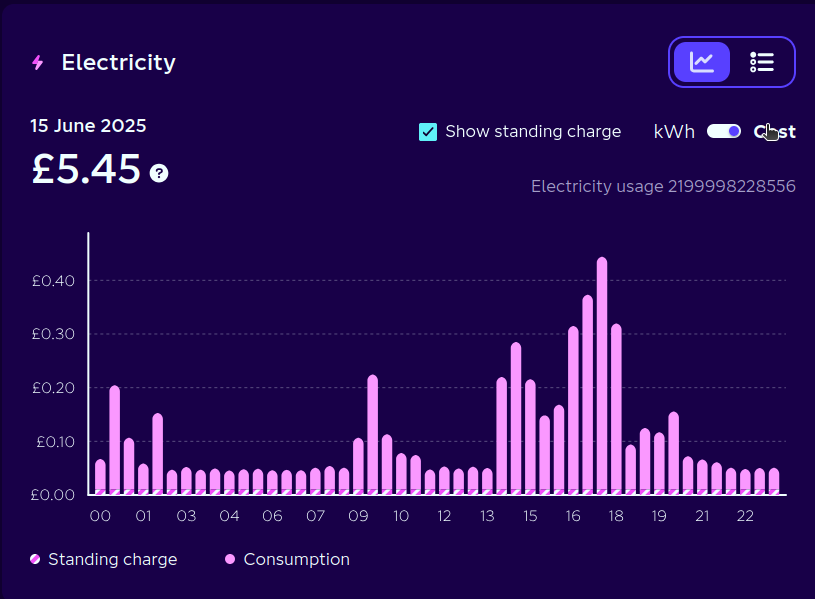 Electricity
15 June 2025
£5.45 ?
Show standing charge kWh Cost
Electricity usage 2199998228556
£0.40
£0.30
£0.20
£0.10
£0.00
00 01 03 04 06 07 09 10 12 13 15 16 18 19 21 22
Standing charge Consumption